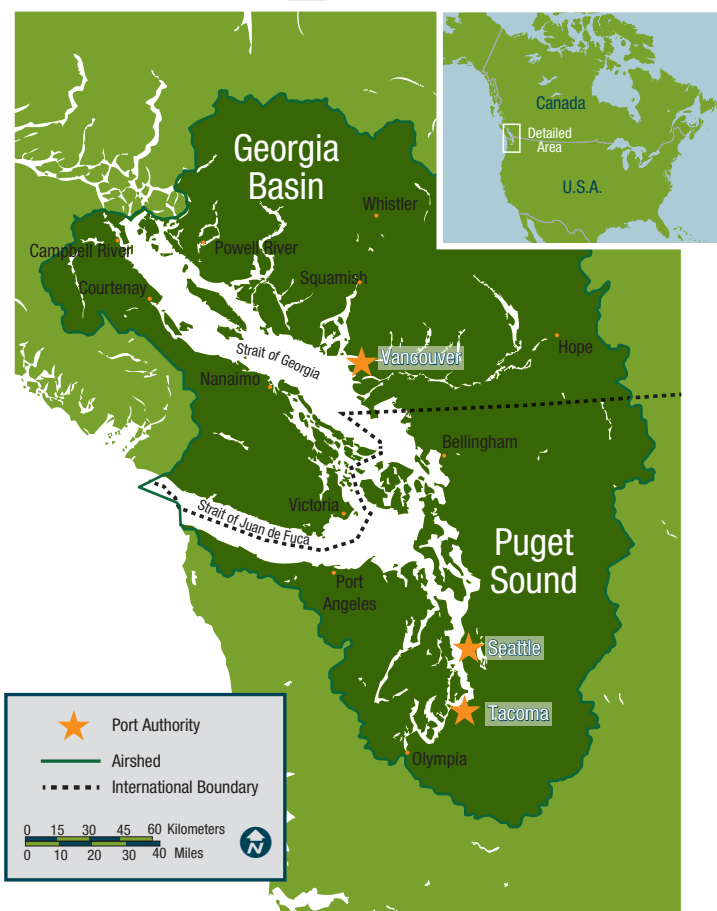 Canada
Detailed
Area
U.S.A.
Georgia
Basin
Whistler
Campbell River
Powell River
Squamish
Courtenay
Strait of Georgia
Vancouver
Hope
Nanaimo
Bellingham
Victoria
Strait of Juan de Fuca
Puget
Sound
Port
Angeles
Seattle
Tacoma
Olympia
Port Authority
Airshed
International Boundary
0 15 30 45 60 Kilometers
0 10 20 30 40 Miles
N